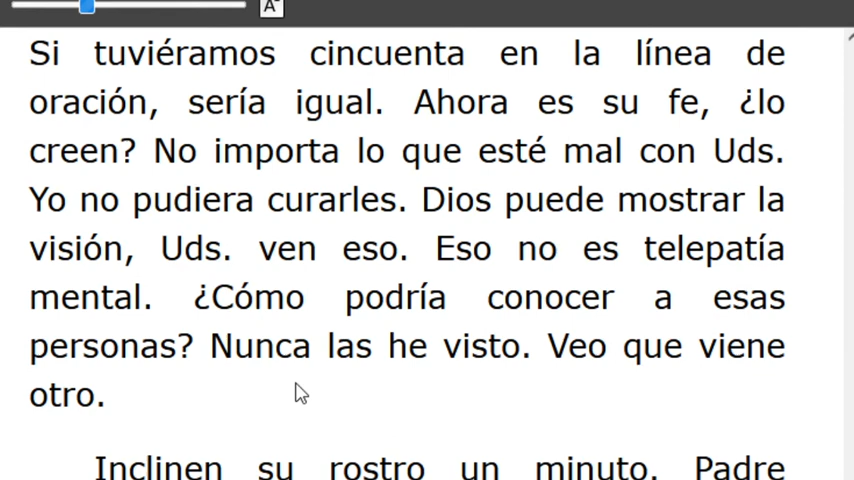 A
Si tuviéramos cincuenta en la línea de
oración, sería igual. Ahora es su fe, ¿lo
creen? No importa lo que esté mal con Uds.
Yo no pudiera curarles. Dios puede mostrar la
visión, Uds. ven eso. Eso no es telepatía
mental. ¿Cómo podría conocer a esas
personas? Nunca las he visto. Veo que viene
otro.
Inclinen su rostro un minuto. Padre